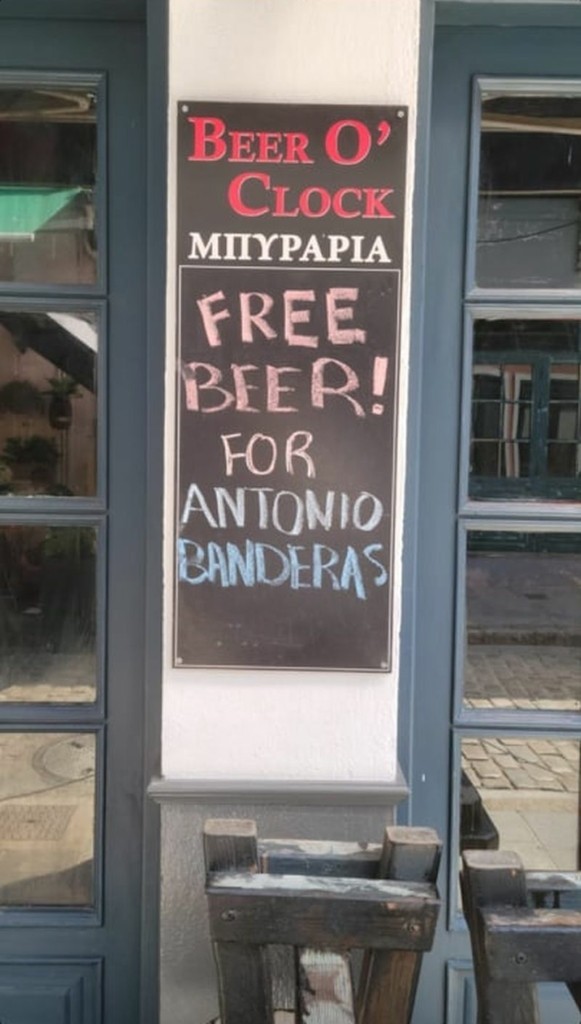 BEER O'
CLOCK
ΜΠΥΡΑΡΙΑ
FREE
BEER!
FOR
ANTONIO
BANDERAS